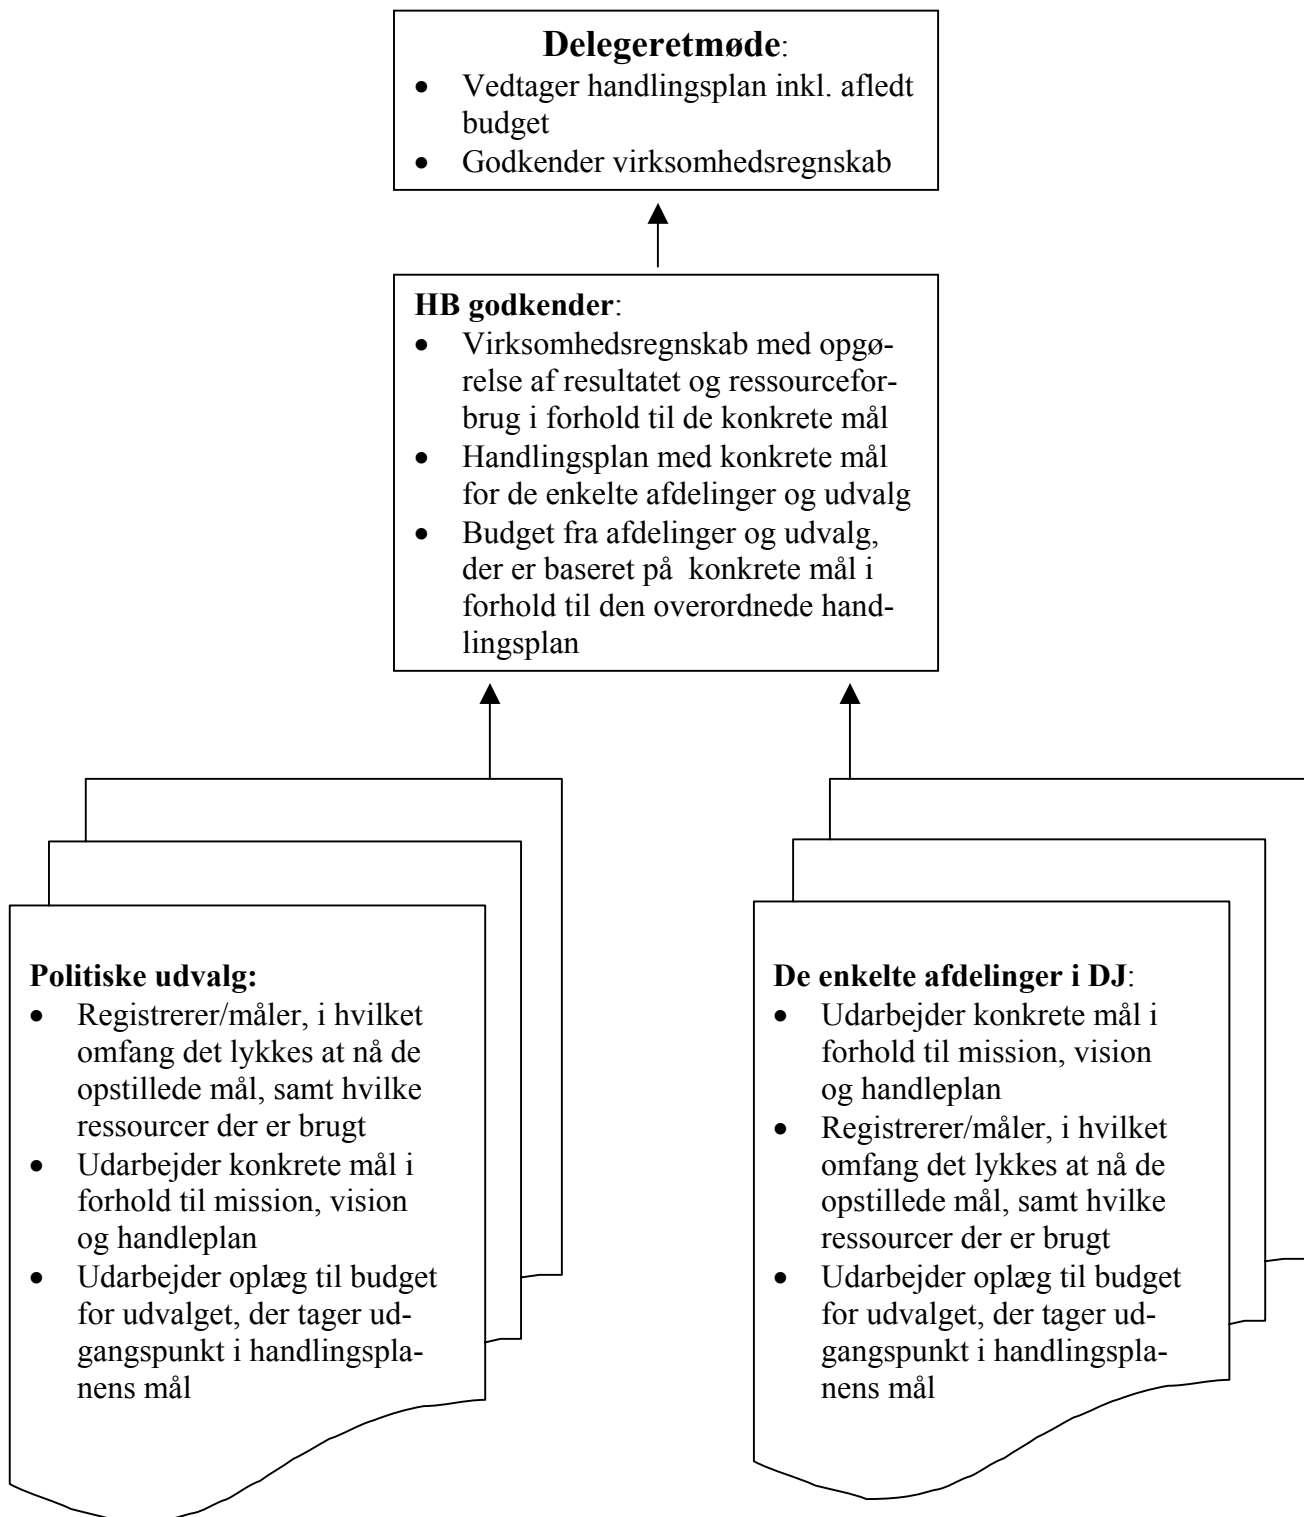 Delegeretmøde:
• Vedtager handlingsplan inkl. afledt
budget
• Godkender virksomhedsregnskab
HB godkender:
• Virksomhedsregnskab med opgø-
relse af resultatet og ressourcefor-
brug i forhold til de konkrete mål
• Handlingsplan med konkrete mål
for de enkelte afdelinger og udvalg
• Budget fra afdelinger og udvalg,
der er baseret på konkrete mål i
forhold til den overordnede hand-
lingsplan
Politiske udvalg:
• Registrerer/måler, i hvilket
omfang det lykkes at nå de
opstillede mål, samt hvilke
ressourcer der er brugt
• Udarbejder konkrete mål i
forhold til mission, vision
og handleplan
• Udarbejder oplæg til budget
for udvalget, der tager ud-
gangspunkt i handlingspla-
nens mål
De enkelte afdelinger i DJ:
• Udarbejder konkrete mål i
forhold til mission, vision
og handleplan
• Registrerer/måler, i hvilket
omfang det lykkes at nå de
opstillede mål, samt hvilke
ressourcer der er brugt
• Udarbejder oplæg til budget
for udvalget, der tager ud-
gangspunkt i handlingspla-
nens mål